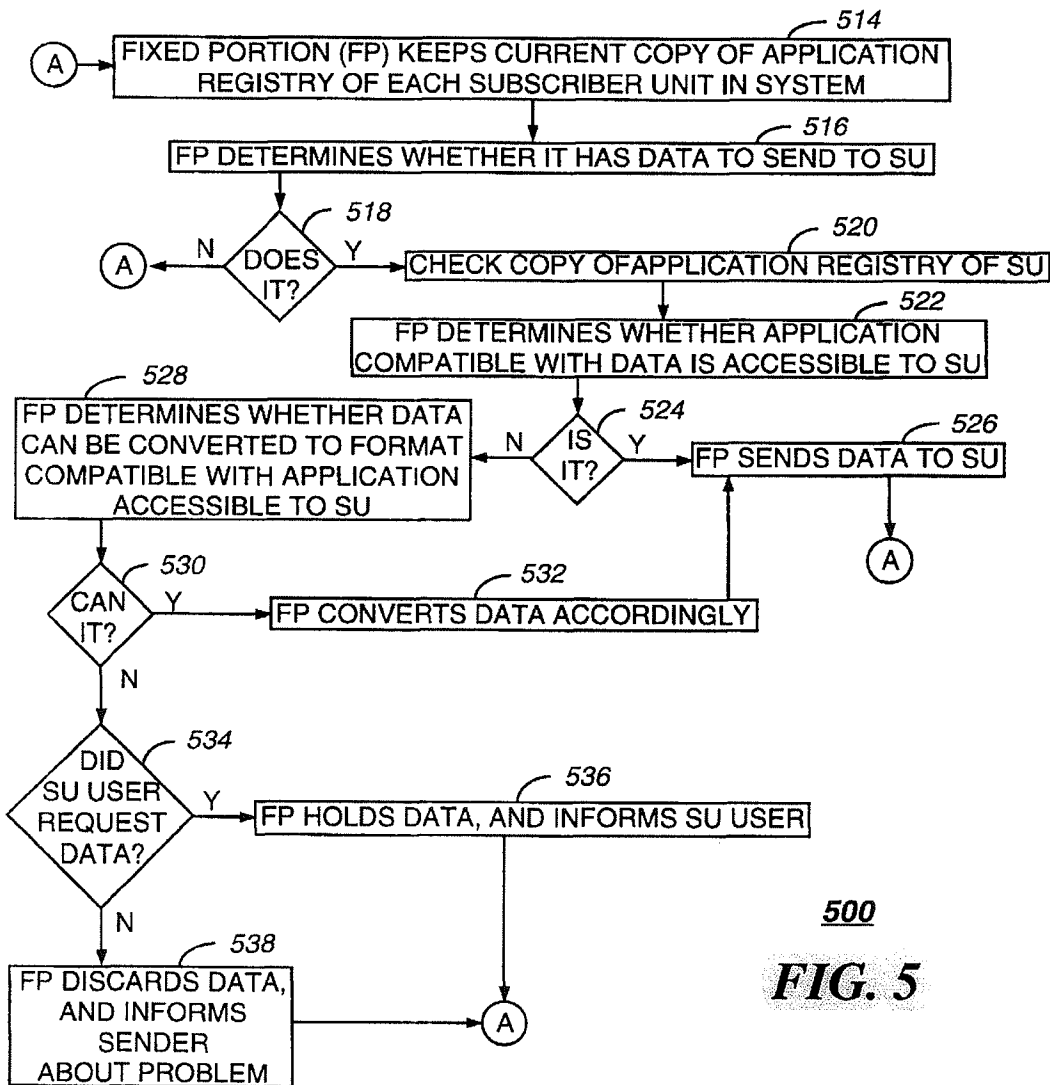 514
A
FIXED PORTION (FP) KEEPS CURRENT COPY OF APPLICATION
REGISTRY OF EACH SUBSCRIBER UNIT IN SYSTEM
516
FP DETERMINES WHETHER IT HAS DATA TO SEND TO SU
518
A
N
DOES
IT?
Y
520
CHECK COPY OFAPPLICATION REGISTRY OF SU
522
FP DETERMINES WHETHER APPLICATION
COMPATIBLE WITH DATA IS ACCESSIBLE TO SU
528
FP DETERMINES WHETHER DATA
CAN BE CONVERTED TO FORMAT
COMPATIBLE WITH APPLICATION
ACCESSIBLE TO SU
524
N
IS
IT?
Y
526
FP SENDS DATA TO SU
A
530
CAN
IT?
Y
N
532
FP CONVERTS DATA ACCORDINGLY
534
DID
SU USER
REQUEST
DATA?
Y
N
536
FP HOLDS DATA, AND INFORMS SU USER
538
FP DISCARDS DATA,
AND INFORMS
SENDER
ABOUT PROBLEM
A
500
FIG. 5